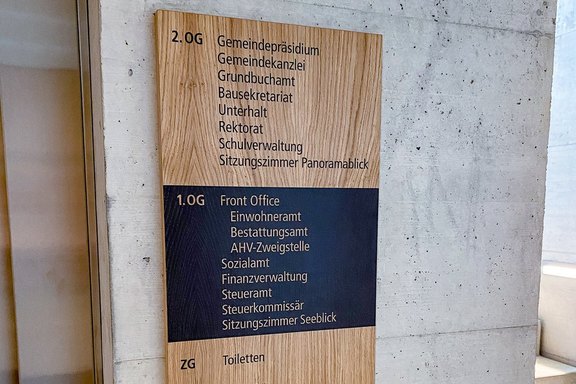 2.OG Gemeindepräsidium
Gemeindekanzlei
Grundbuchamt
Bausekretariat
Unterhalt
Rektorat
Schulverwaltung
Sitzungszimmer Panoramablick
1.OG Front Office
Einwohneramt
Bestattungsamt
AHV-Zweigstelle
Sozialamt
Finanzverwaltung
Steueramt
Steuerkommissär
Sitzungszimmer Seeblick
ZG Toiletten